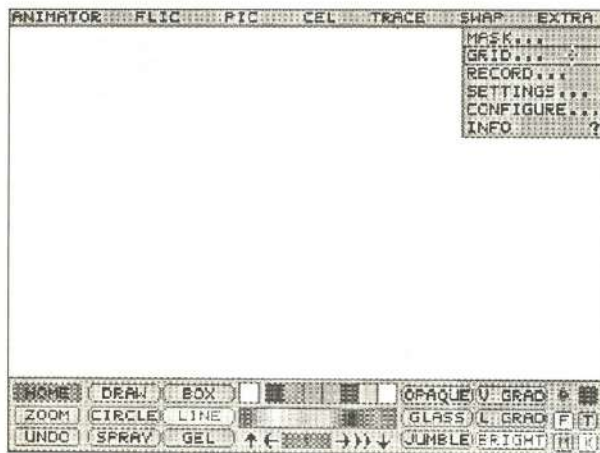 ANIMATOR FLIC PIC CEL TRACE SWAP EXTRA
MASK...
GRID...
RECORD...
SETTINGS...
CONFIGURE...
INFO ?
HOME DRAW BOX OPAQUE V. GRAD
ZOOM CIRCLE LINE GLASS L. GRAD F T
UNDO SPRAY GEL JUMBLE BRIGHT M K